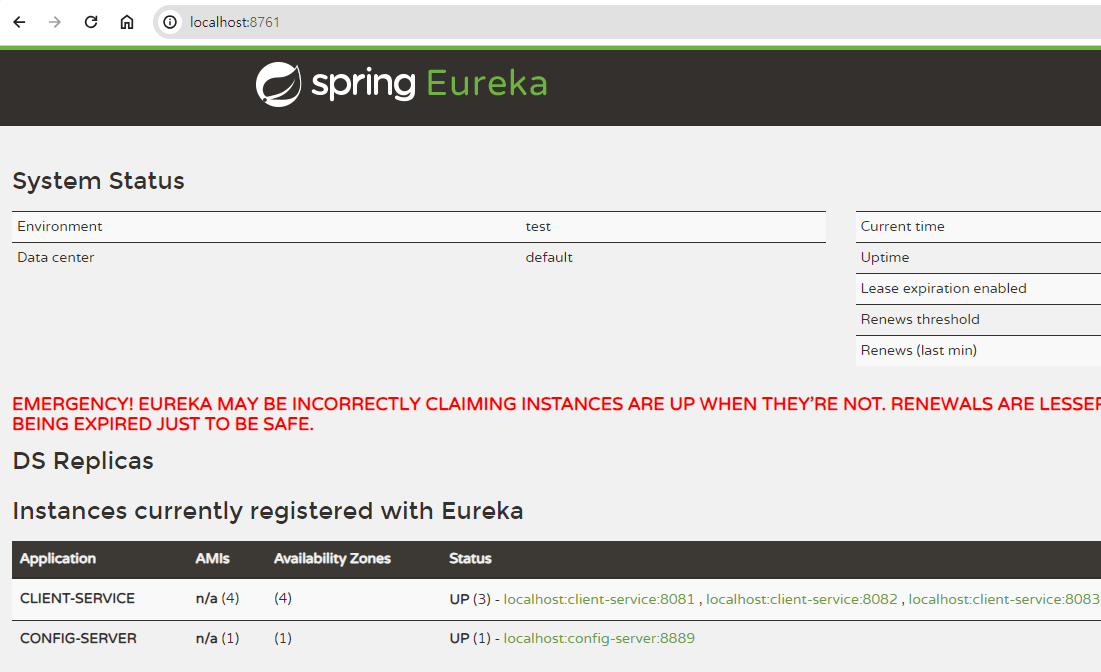 localhost:8761
spring Eureka
System Status
Environment test
Data center default
Current time
Uptime
Lease expiration enabled
Renews threshold
Renews (last min)
EMERGENCY! EUREKA MAY BE INCORRECTLY CLAIMING INSTANCES ARE UP WHEN THEY'RE NOT. RENEWALS ARE LESSER
BEING EXPIRED JUST TO BE SAFE.
DS Replicas
Instances currently registered with Eureka
Application AMIs Availability Zones Status
CLIENT-SERVICE n/a (4) (4) UP (3) - localhost:client-service:8081 , localhost:client-service:8082 , localhost:client-service:8083
CONFIG-SERVER n/a (1) (1) UP (1) - localhost:config-server:8889